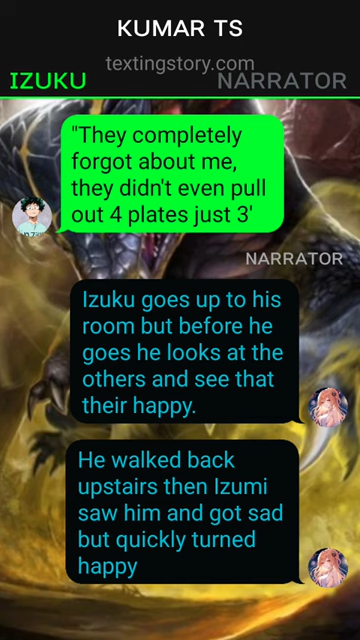 KUMAR TS
textingstory.com
IZUKU
NARRATOR
"They completely
forgot about me,
they didn't even pull
out 4 plates just 3'
NARRATOR
Izuku goes up to his
room but before he
goes he looks at the
others and see that
their happy.
He walked back
upstairs then Izumi
saw him and got sad
but quickly turned
happy